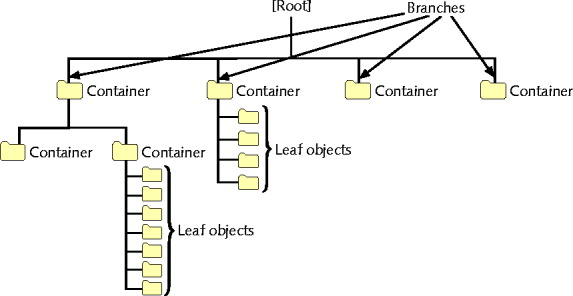 [Root]
Branches
Container
Container
Container
Container
Container
Container
Leaf objects
Leaf objects